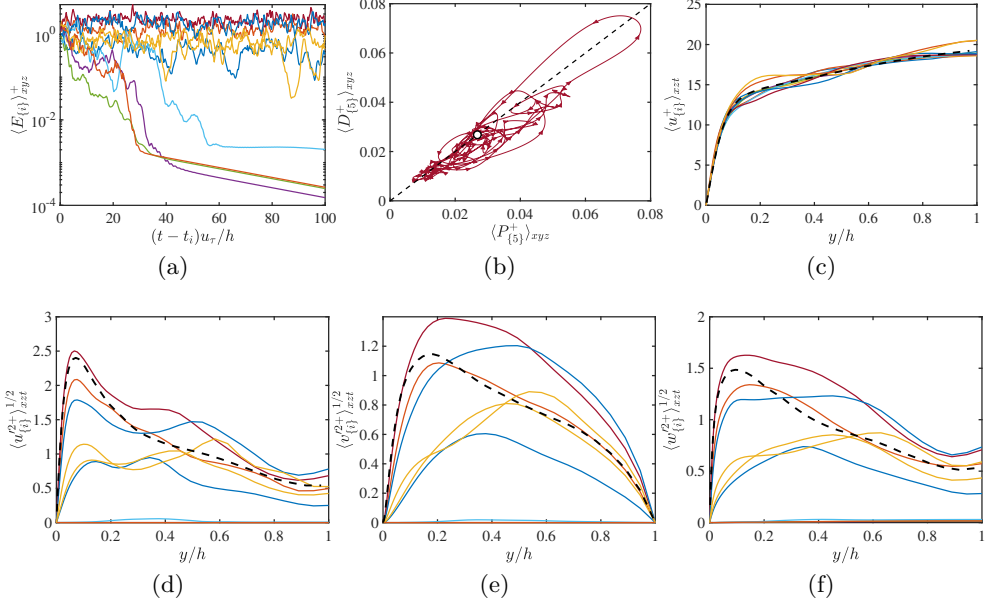 10^0
10^{-2}
10^{-4}
0 20 40 60 80 100
⟨E_{i}⟩^+_{xyz}
(t − t_i)u_τ/h
(a)
0.08
0.06
0.04
0.02
0
0 0.02 0.04 0.06 0.08
⟨D^+_{5}⟩_{xyz}
⟨P^+_{5}⟩_{xyz}
(b)
25
20
15
10
5
0
0 0.2 0.4 0.6 0.8 1
⟨u^+_{i}⟩_{xzt}
y/h
(c)
3
2.5
2
1.5
1
0.5
0
0 0.2 0.4 0.6 0.8 1
⟨u'^{2+}_{i}⟩^{1/2}_{xzt}
y/h
(d)
1.2
1
0.8
0.6
0.4
0.2
0
0 0.2 0.4 0.6 0.8 1
⟨v'^{2+}_{i}⟩^{1/2}_{xzt}
y/h
(e)
2
1.5
1
0.5
0
0 0.2 0.4 0.6 0.8 1
⟨w'^{2+}_{i}⟩^{1/2}_{xzt}
y/h
(f)